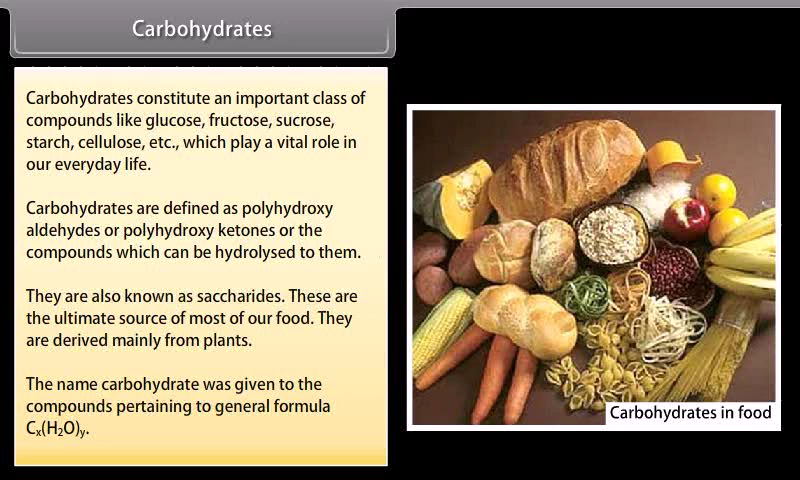 Carbohydrates
Carbohydrates constitute an important class of
compounds like glucose, fructose, sucrose,
starch, cellulose, etc., which play a vital role in
our everyday life.
Carbohydrates are defined as polyhydroxy
aldehydes or polyhydroxy ketones or the
compounds which can be hydrolysed to them.
They are also known as saccharides. These are
the ultimate source of most of our food. They
are derived mainly from plants.
The name carbohydrate was given to the
compounds pertaining to general formula
Cₓ(H₂O)ᵧ.
Carbohydrates in food